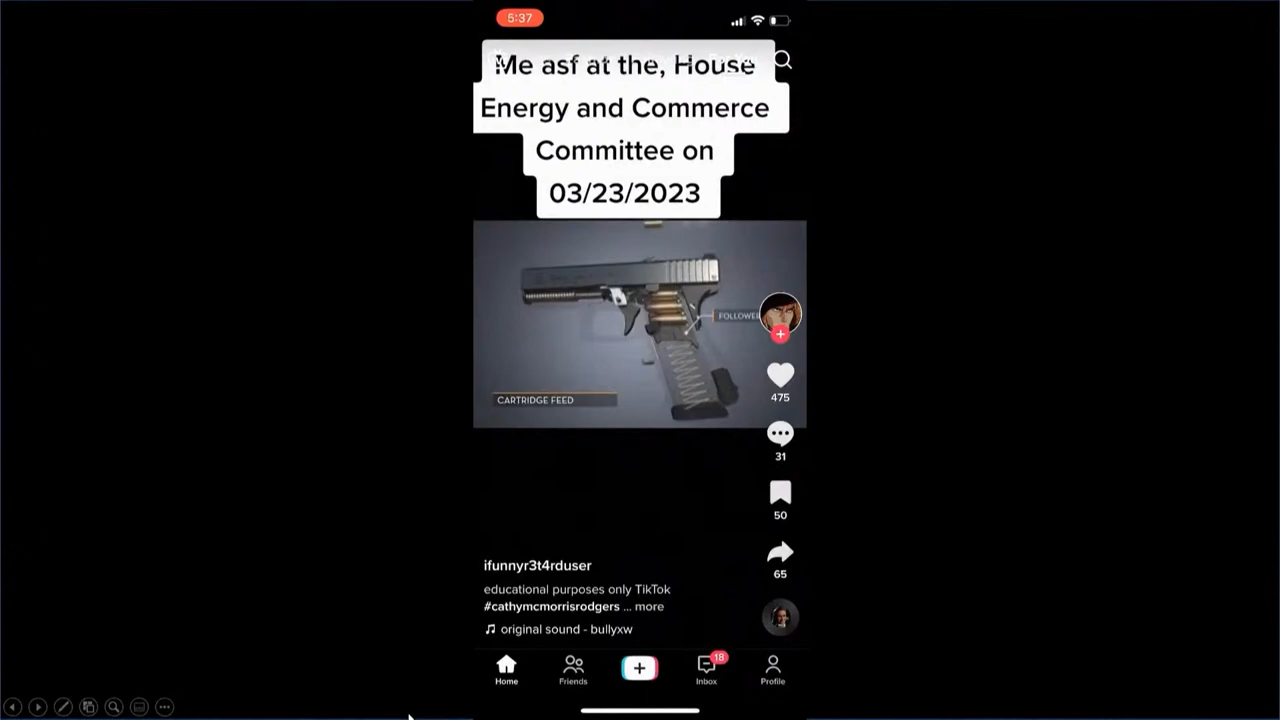 5:37
Me asf at the, House
Energy and Commerce
Committee on
03/23/2023
FOLLOWE
CARTRIDGE FEED
475
31
50
65
ifunnyr3t4rduser
educational purposes only TikTok
#cathymcmorrisrodgers ... more
original sound - bullyxw
18
Home
Friends
Inbox
Profile